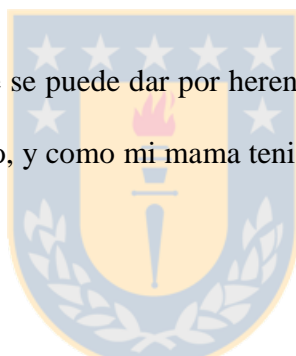 se puede dar por heren
, y como mi mama teni